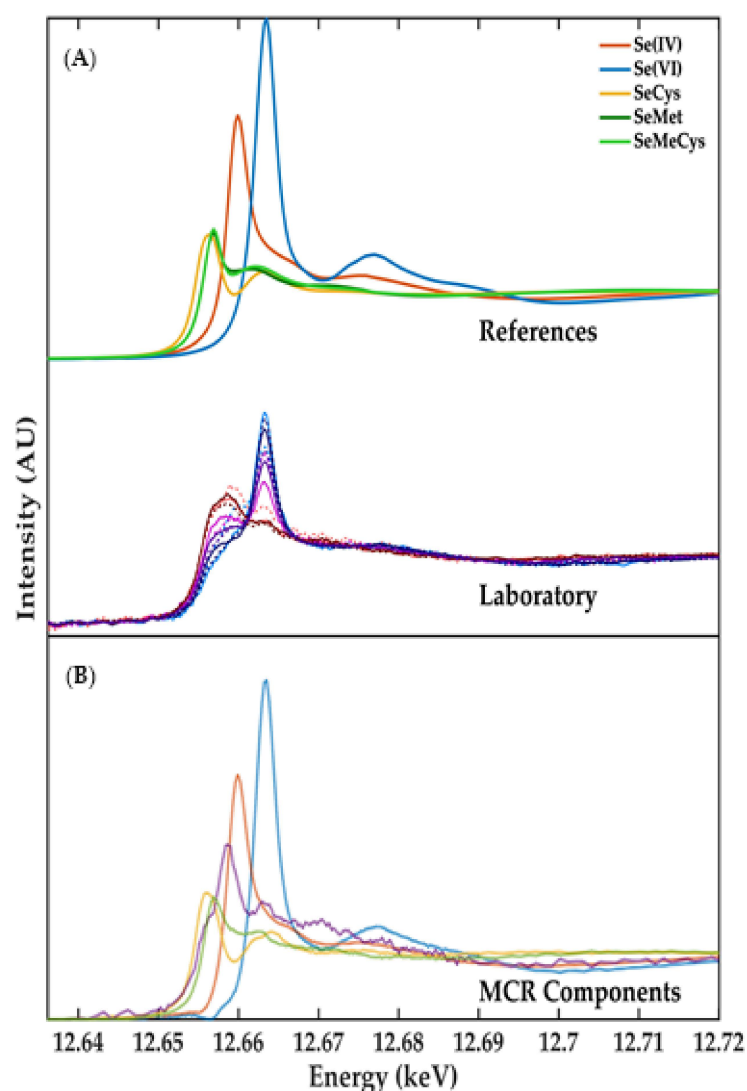 (A)
Se(IV)
Se(VI)
SeCys
SeMet
SeMeCys
References
Intensity (AU)
Laboratory
(B)
MCR Components
12.64 12.65 12.66 12.67 12.68 12.69 12.7 12.71 12.72
Energy (keV)